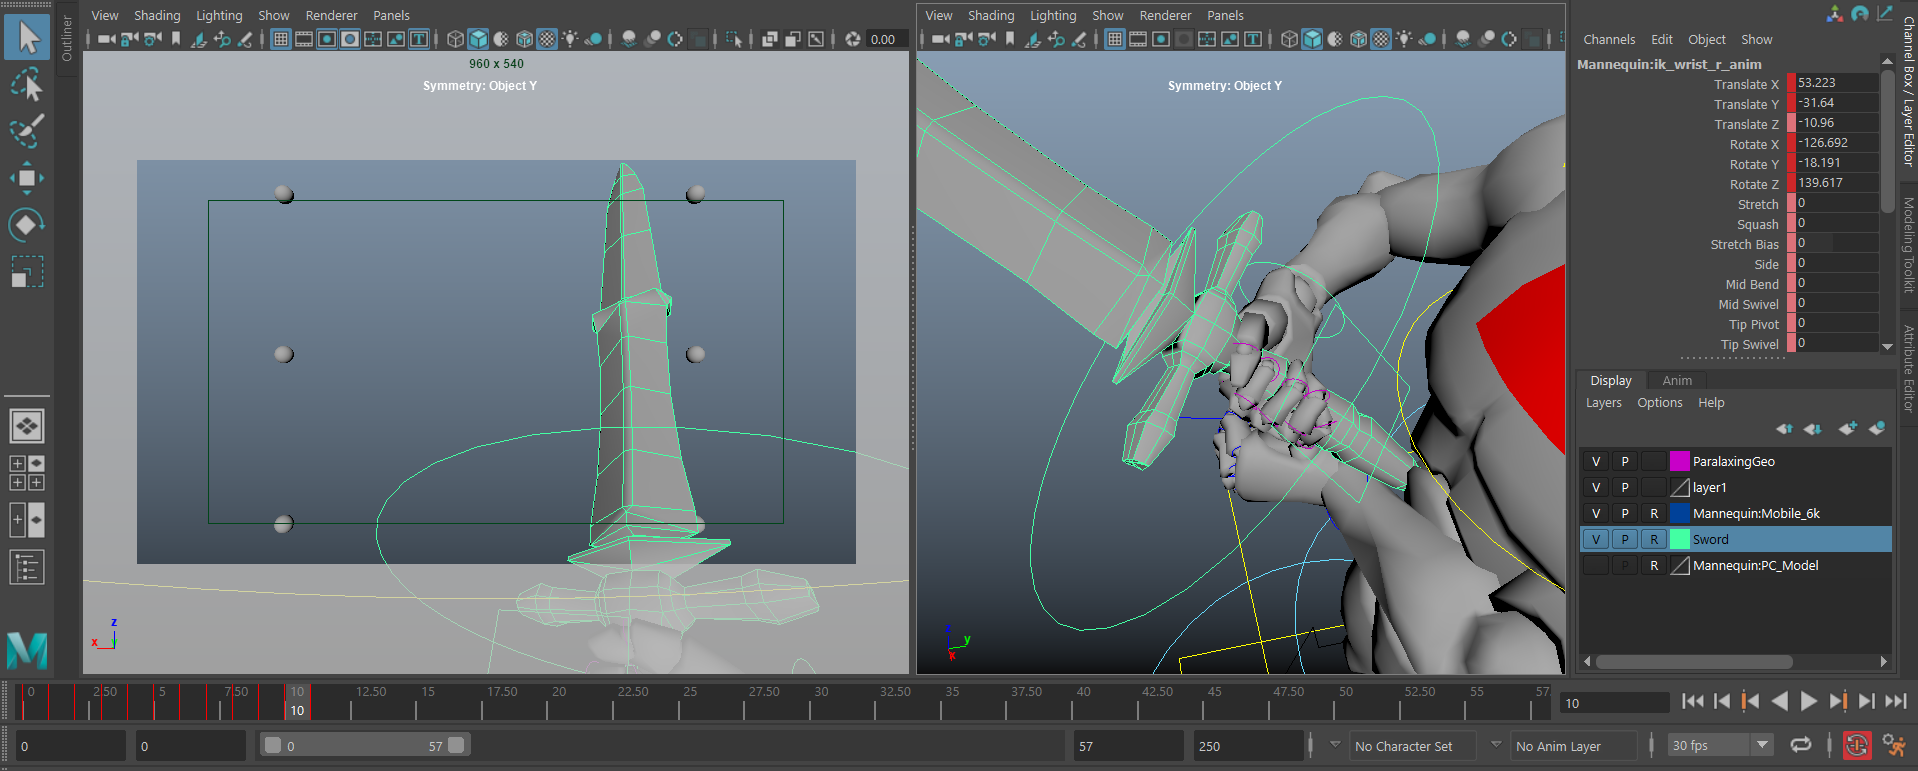 Outliner
View Shading Lighting Show Renderer Panels
0.00
960 x 540
Symmetry: Object Y
z
x
View Shading Lighting Show Renderer Panels
Symmetry: Object Y
z
y
x
Channels Edit Object Show
Mannequin:ik_wrist_r_anim
Translate X 53.223
Translate Y -31.64
Translate Z -10.96
Rotate X -126.692
Rotate Y -18.191
Rotate Z 139.617
Stretch 0
Squash 0
Stretch Bias 0
Side 0
Mid Bend 0
Mid Swivel 0
Tip Pivot 0
Tip Swivel 0
Display Anim
Layers Options Help
V P ParalaxingGeo
V P layer1
V P R Mannequin:Mobile_6k
V P R Sword
P R Mannequin:PC_Model
Channel Box / Layer Editor
Modeling Toolkit
Attribute Editor
0 2.50 5 7.50 10 12.50 15 17.50 20 22.50 25 27.50 30 32.50 35 37.50 40 42.50 45 47.50 50 52.50 55 57.
10
10
0 0 0 57 57 250 No Character Set No Anim Layer 30 fps